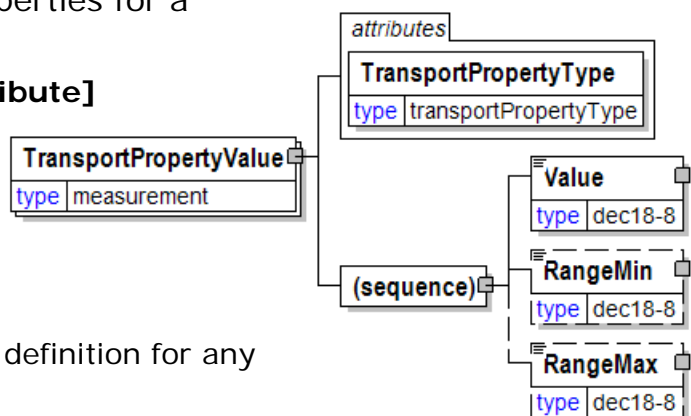 perties for a
attributes
TransportPropertyType
type transportPropertyType
ibute]
TransportPropertyValue
type measurement
Value
type dec18-8
RangeMin
type dec18-8
(sequence)
RangeMax
type dec18-8
definition for any